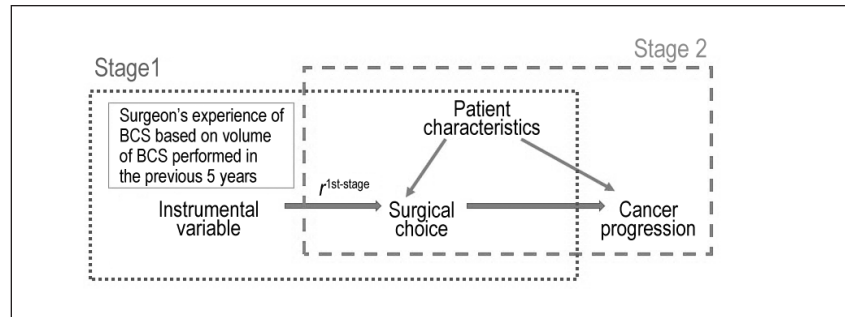 Stage 2
Stage1
Surgeon's experience of
BCS based on volume
of BCS performed in
the previous 5 years
Patient
characteristics
r1st-stage
Instrumental
variable
Surgical
choice
Cancer
progression